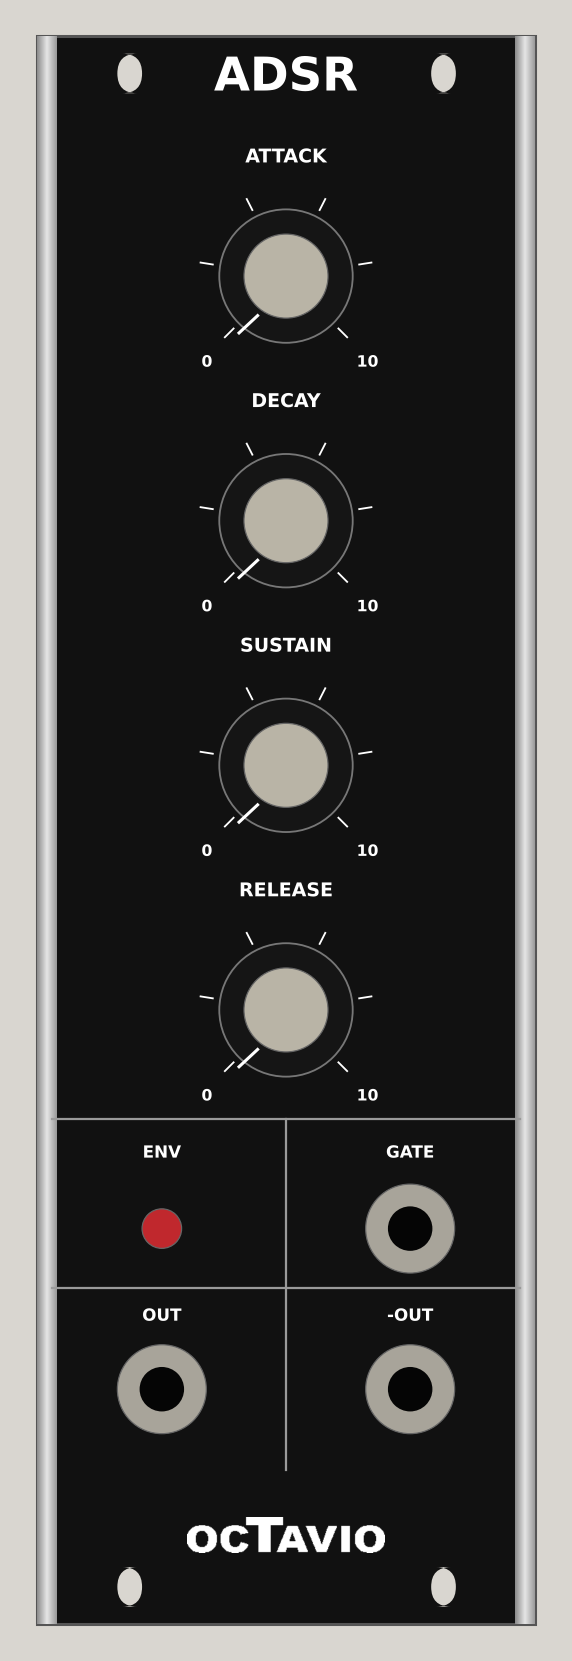 ADSR
ATTACK
0 10
DECAY
0 10
SUSTAIN
0 10
RELEASE
0 10
ENV GATE
OUT -OUT
OCTAVIO